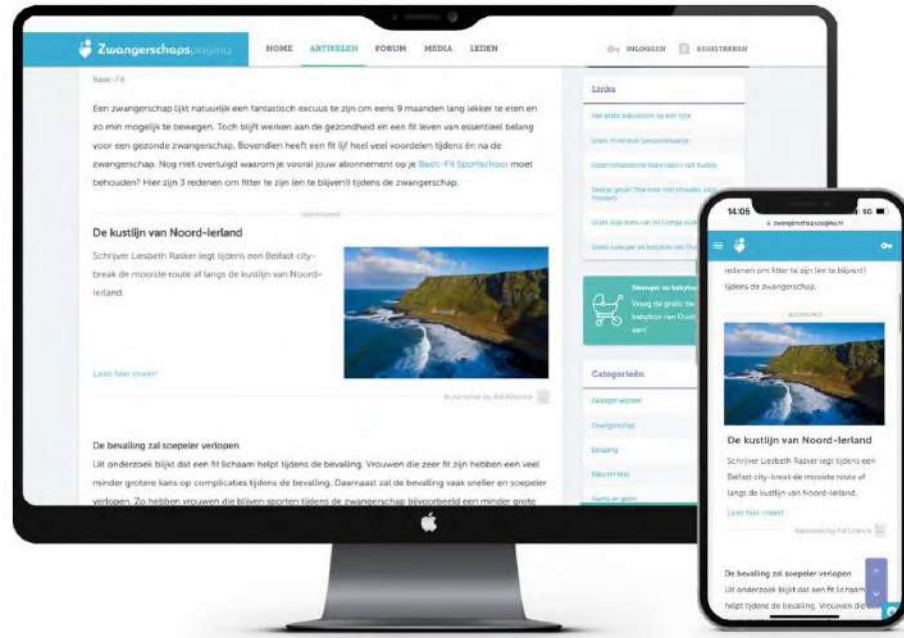 Zwangerschapspagina
HOME ARTIKELEN FORUM MEDIA LEDEN
INLOGGEN REGISTREREN
Basic-Fit
Een zwangerschap lijkt natuurlijk een fantastisch excuus te zijn om eens 9 maanden lang lekker te eten en
zo min mogelijk te bewegen. Toch blijft werken aan de gezondheid en een fit leven van essentieel belang
voor een gezonde zwangerschap. Bovendien heeft een fit lijf heel veel voordelen tijdens én na de
zwangerschap. Nog niet overtuigd waarom je vooral jouw abonnement op je Basic-Fit Sportschool moet
behouden? Hier zijn 3 redenen om fitter te zijn (en te blijven!) tijdens de zwangerschap.
De kustlijn van Noord-Ierland
Schrijver Liesbeth Rasker legt tijdens een Belfast city-
break de mooiste route af langs de kustlijn van Noord-
Ierland.
Lees hier meer!
De bevalling zal soepeler verlopen
Uit onderzoek blijkt dat een fit lichaam helpt tijdens de bevalling. Vrouwen die zeer fit zijn hebben een veel
minder grotere kans op complicaties tijdens de bevalling. Daarnaast zal de bevalling vaak sneller en soepeler
verlopen. Zo hebben vrouwen die blijven sporten tijdens de zwangerschap bijvoorbeeld een minder grote
Links
Categorieën
Zwanger worden
Zwangerschap
Bevalling
14:05
5G
zwangerschapspagina.nl
redenen om fitter te zijn (en te blijven!)
tijdens de zwangerschap.
De kustlijn van Noord-Ierland
Schrijver Liesbeth Rasker legt tijdens een
Belfast city-break de mooiste route af
langs de kustlijn van Noord-Ierland.
Lees hier meer!
De bevalling zal soepeler verlopen
Uit onderzoek blijkt dat een fit lichaam
helpt tijdens de bevalling. Vrouwen die